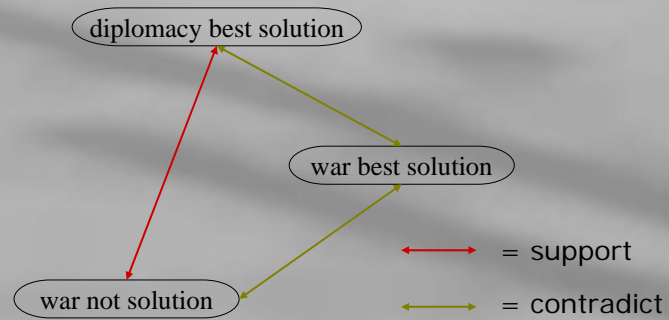 diplomacy best solution
war best solution
war not solution
= support
= contradict